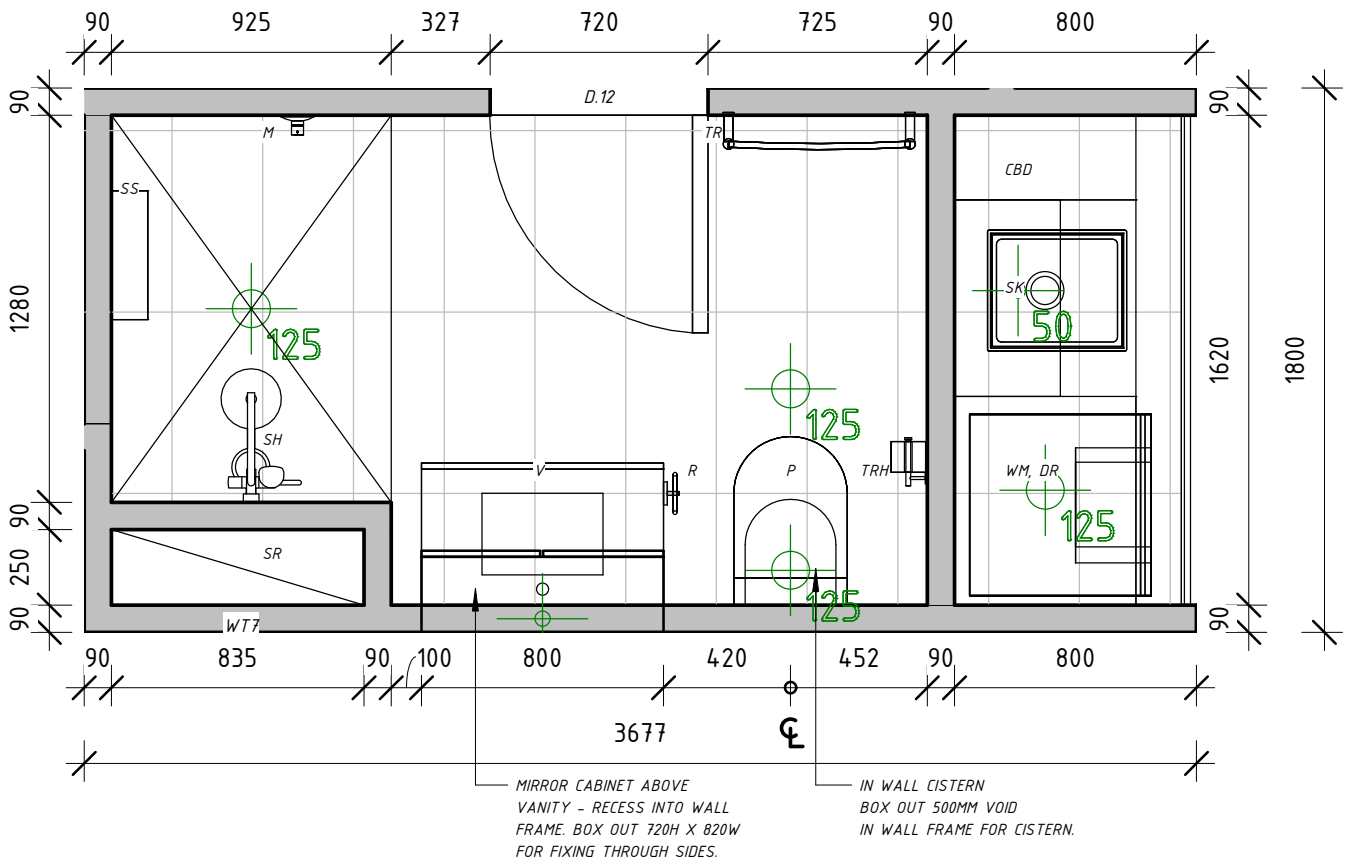 90 925 327 720 725 90 800
90
D.12
90
M
TR
CBD
SS
SK
125
50
1280
1620
1800
125
SH
V
R
P
TRH
WM, DR
125
90
SR
250
125
90
WT7
90
90 835 90 100 800 420 452 90 800
3677
℄
MIRROR CABINET ABOVE
VANITY - RECESS INTO WALL
FRAME. BOX OUT 720H X 820W
FOR FIXING THROUGH SIDES.
IN WALL CISTERN
BOX OUT 500MM VOID
IN WALL FRAME FOR CISTERN.